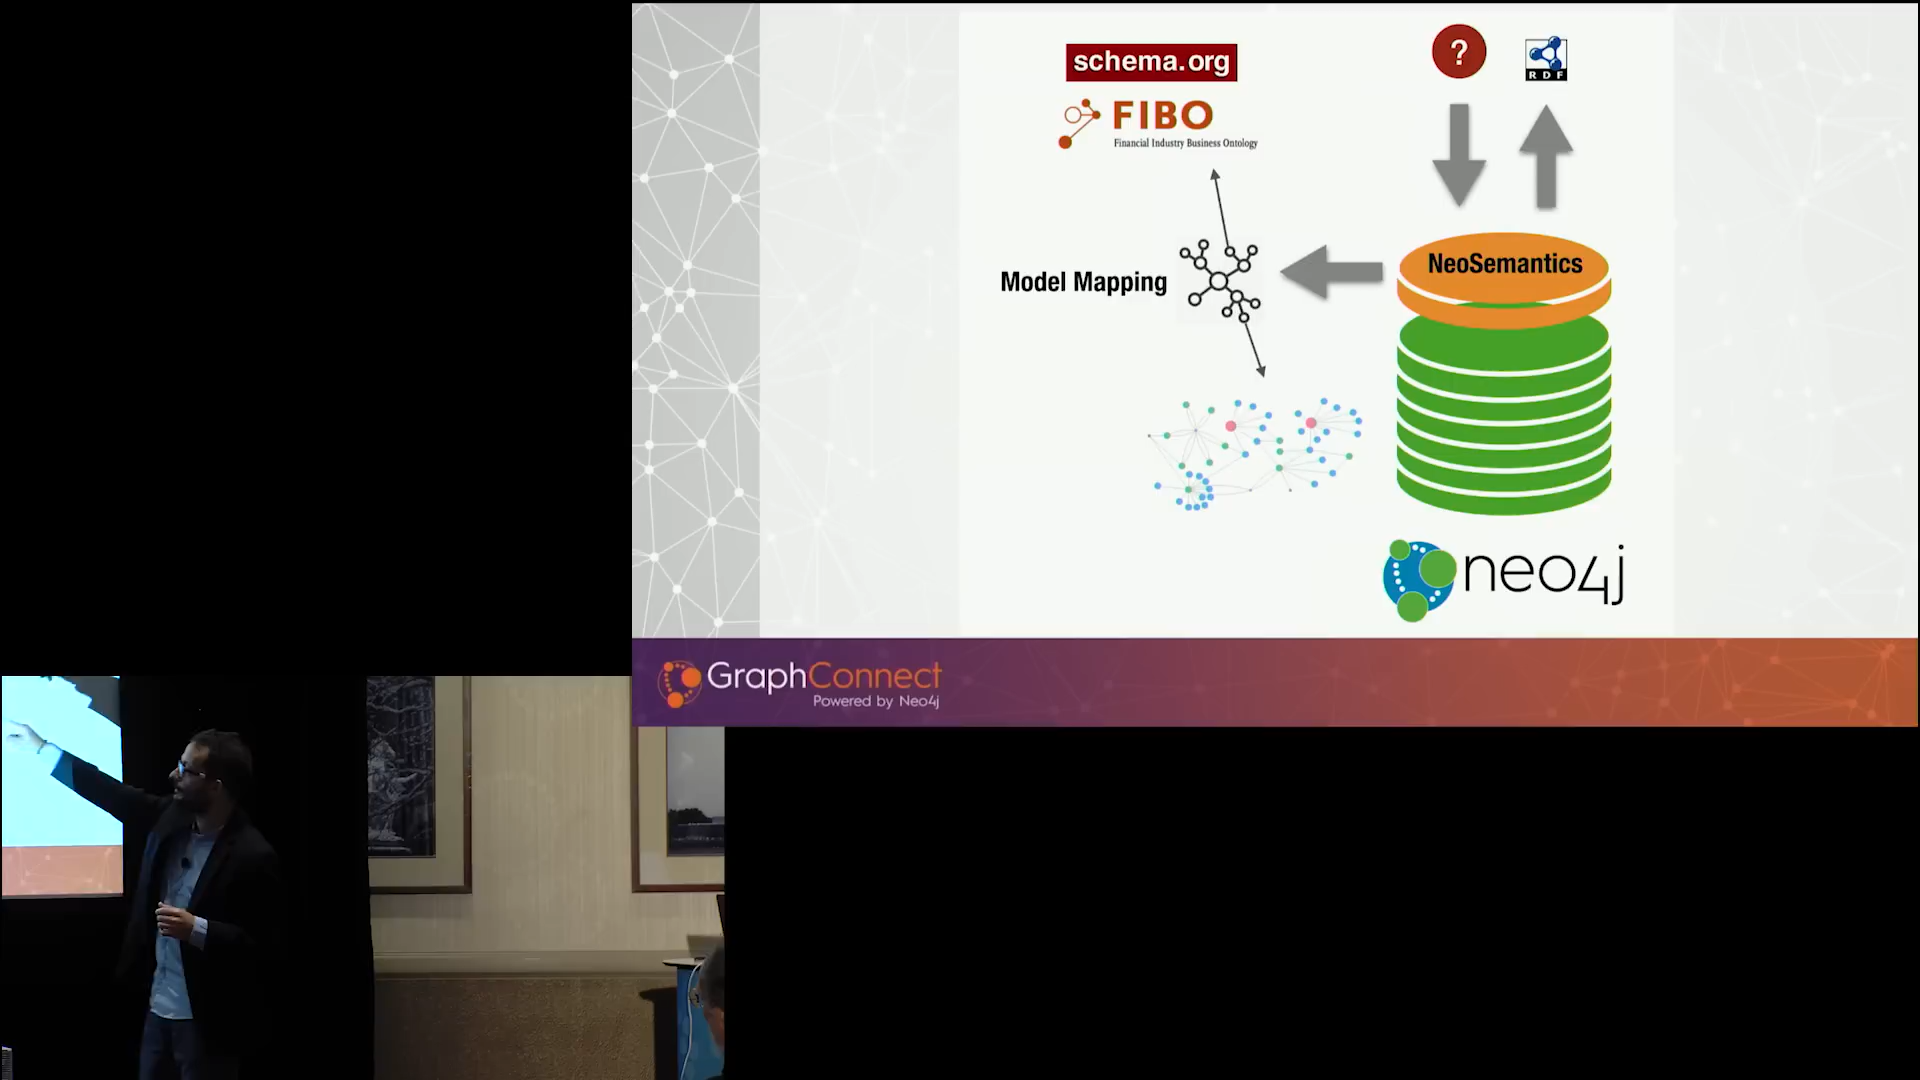 schema.org
FIBO
Financial Industry Business Ontology
?
RDF
NeoSemantics
Model Mapping
neo4j
GraphConnect
Powered by Neo4j